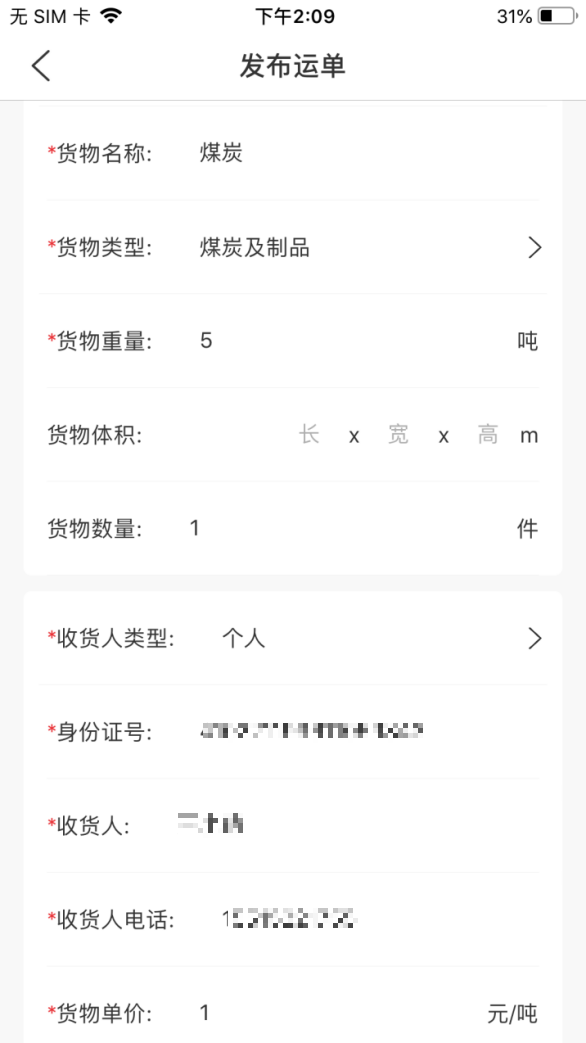 无 SIM 卡 下午2:09 31%
发布运单
*货物名称: 煤炭
*货物类型: 煤炭及制品
*货物重量: 5 吨
货物体积: 长 x 宽 x 高 m
货物数量: 1 件
*收货人类型: 个人
*身份证号:
*收货人:
*收货人电话: 1
*货物单价: 1 元/吨